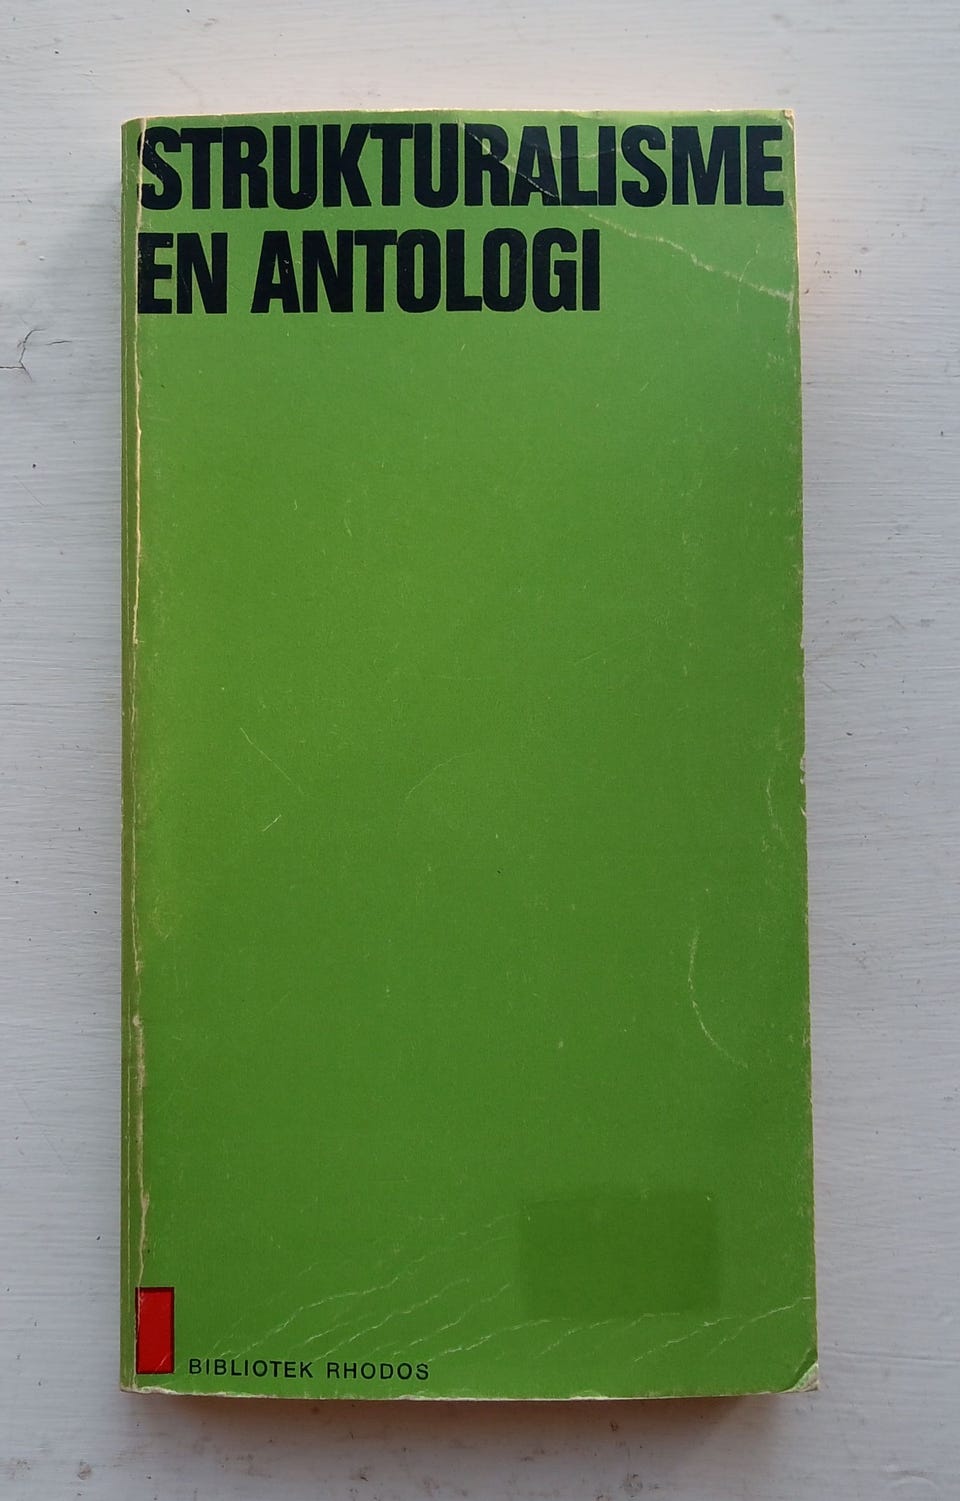 STRUKTURALISME
EN ANTOLOGI
BIBLIOTEK RHODOS